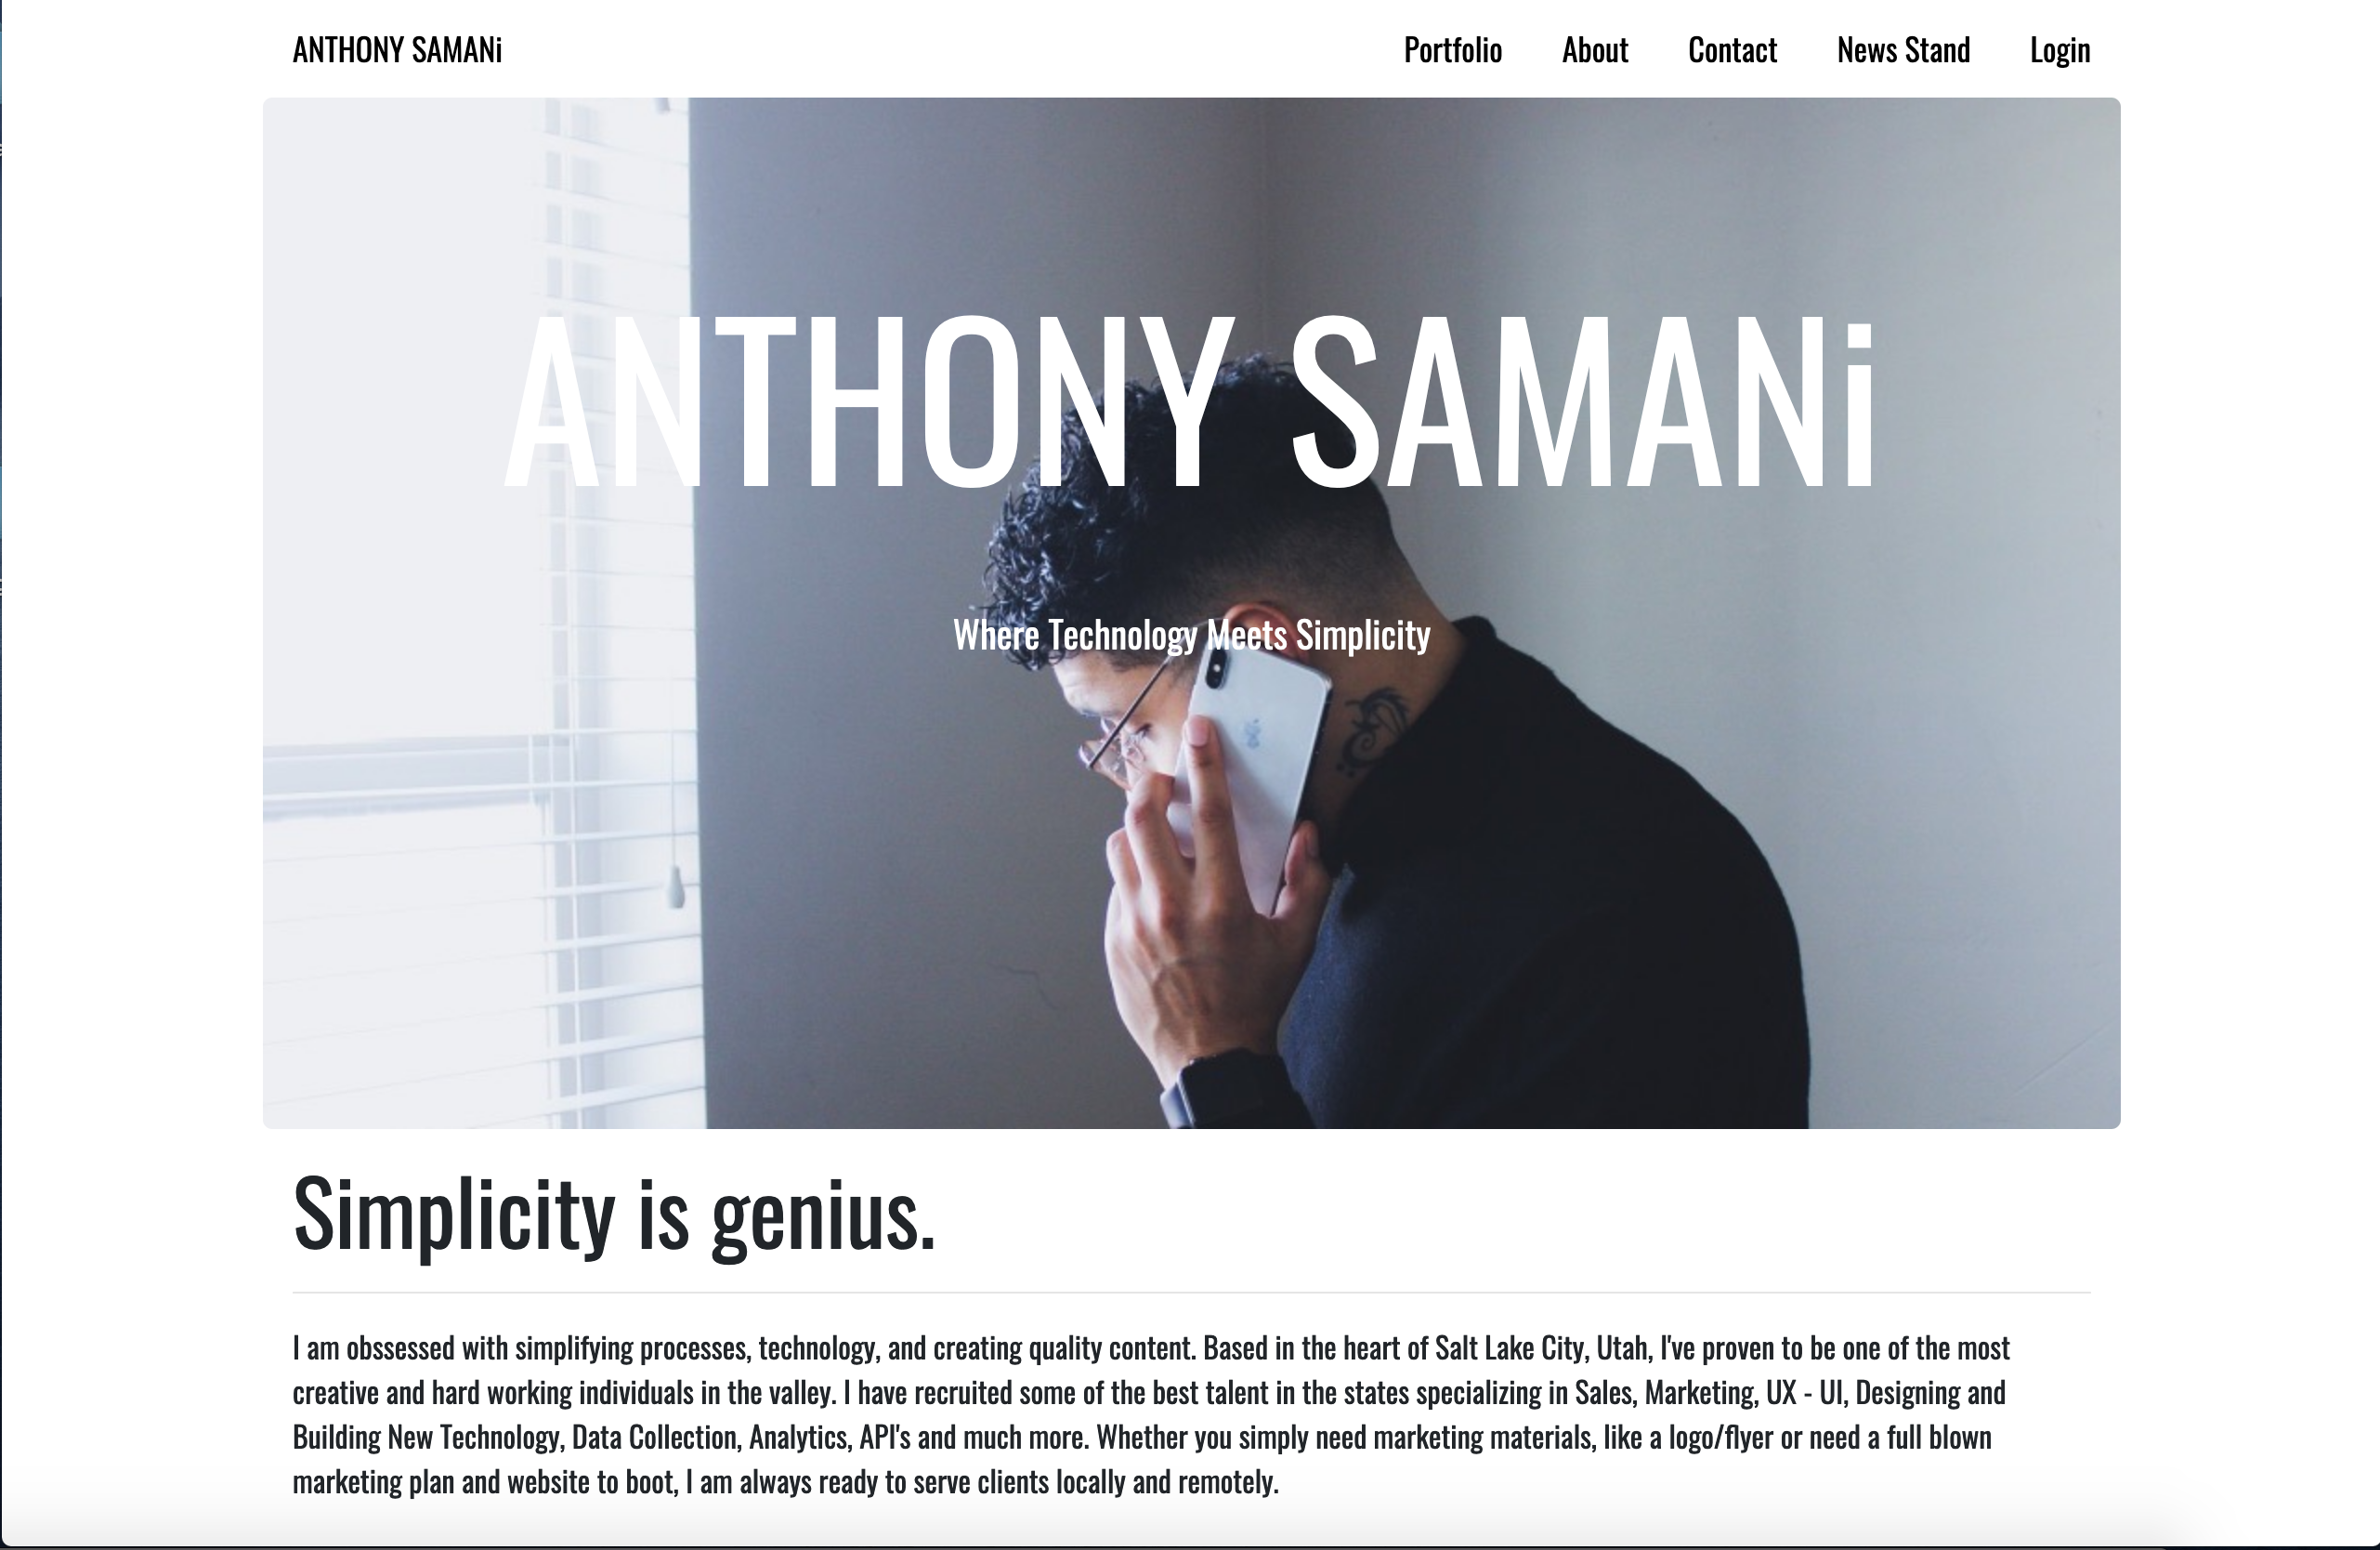 ANTHONY SAMANi
Portfolio About Contact News Stand Login
ANTHONY SAMANi
Where Technology Meets Simplicity
Simplicity is genius.
I am obssessed with simplifying processes, technology, and creating quality content. Based in the heart of Salt Lake City, Utah, I've proven to be one of the most
creative and hard working individuals in the valley. I have recruited some of the best talent in the states specializing in Sales, Marketing, UX - UI, Designing and
Building New Technology, Data Collection, Analytics, API's and much more. Whether you simply need marketing materials, like a logo/flyer or need a full blown
marketing plan and website to boot, I am always ready to serve clients locally and remotely.